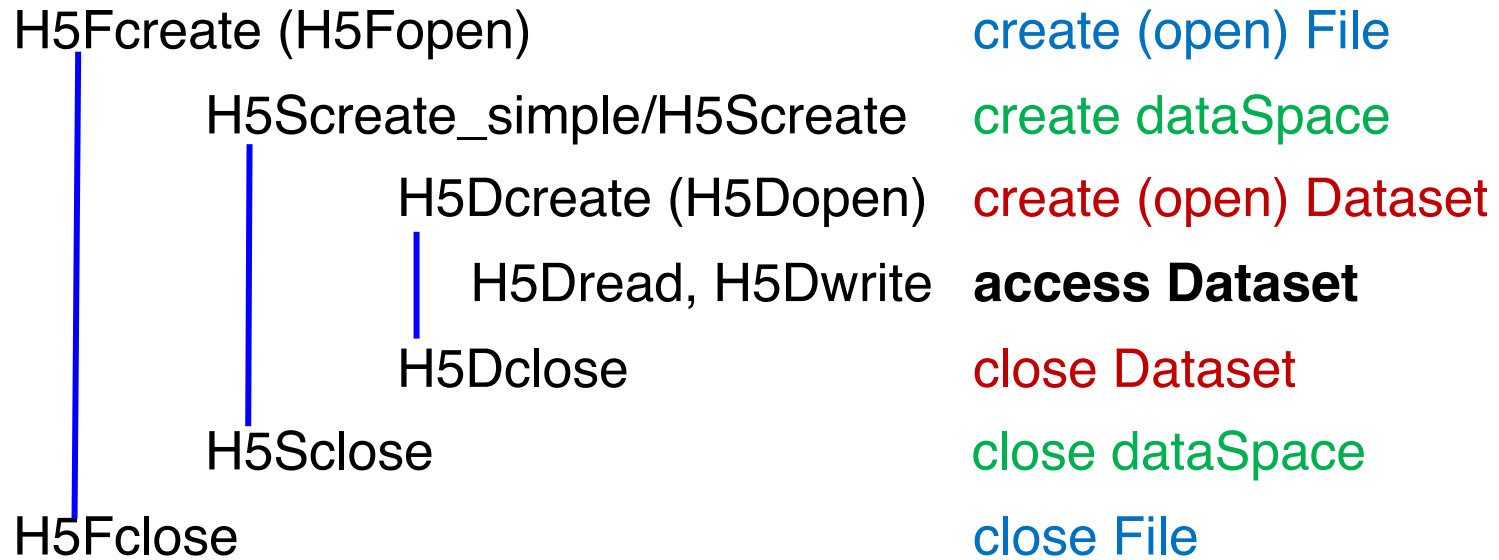 H5Fcreate (H5Fopen) create (open) File
H5Screate_simple/H5Screate create dataSpace
H5Dcreate (H5Dopen) create (open) Dataset
H5Dread, H5Dwrite access Dataset
H5Dclose close Dataset
H5Sclose close dataSpace
H5Fclose close File